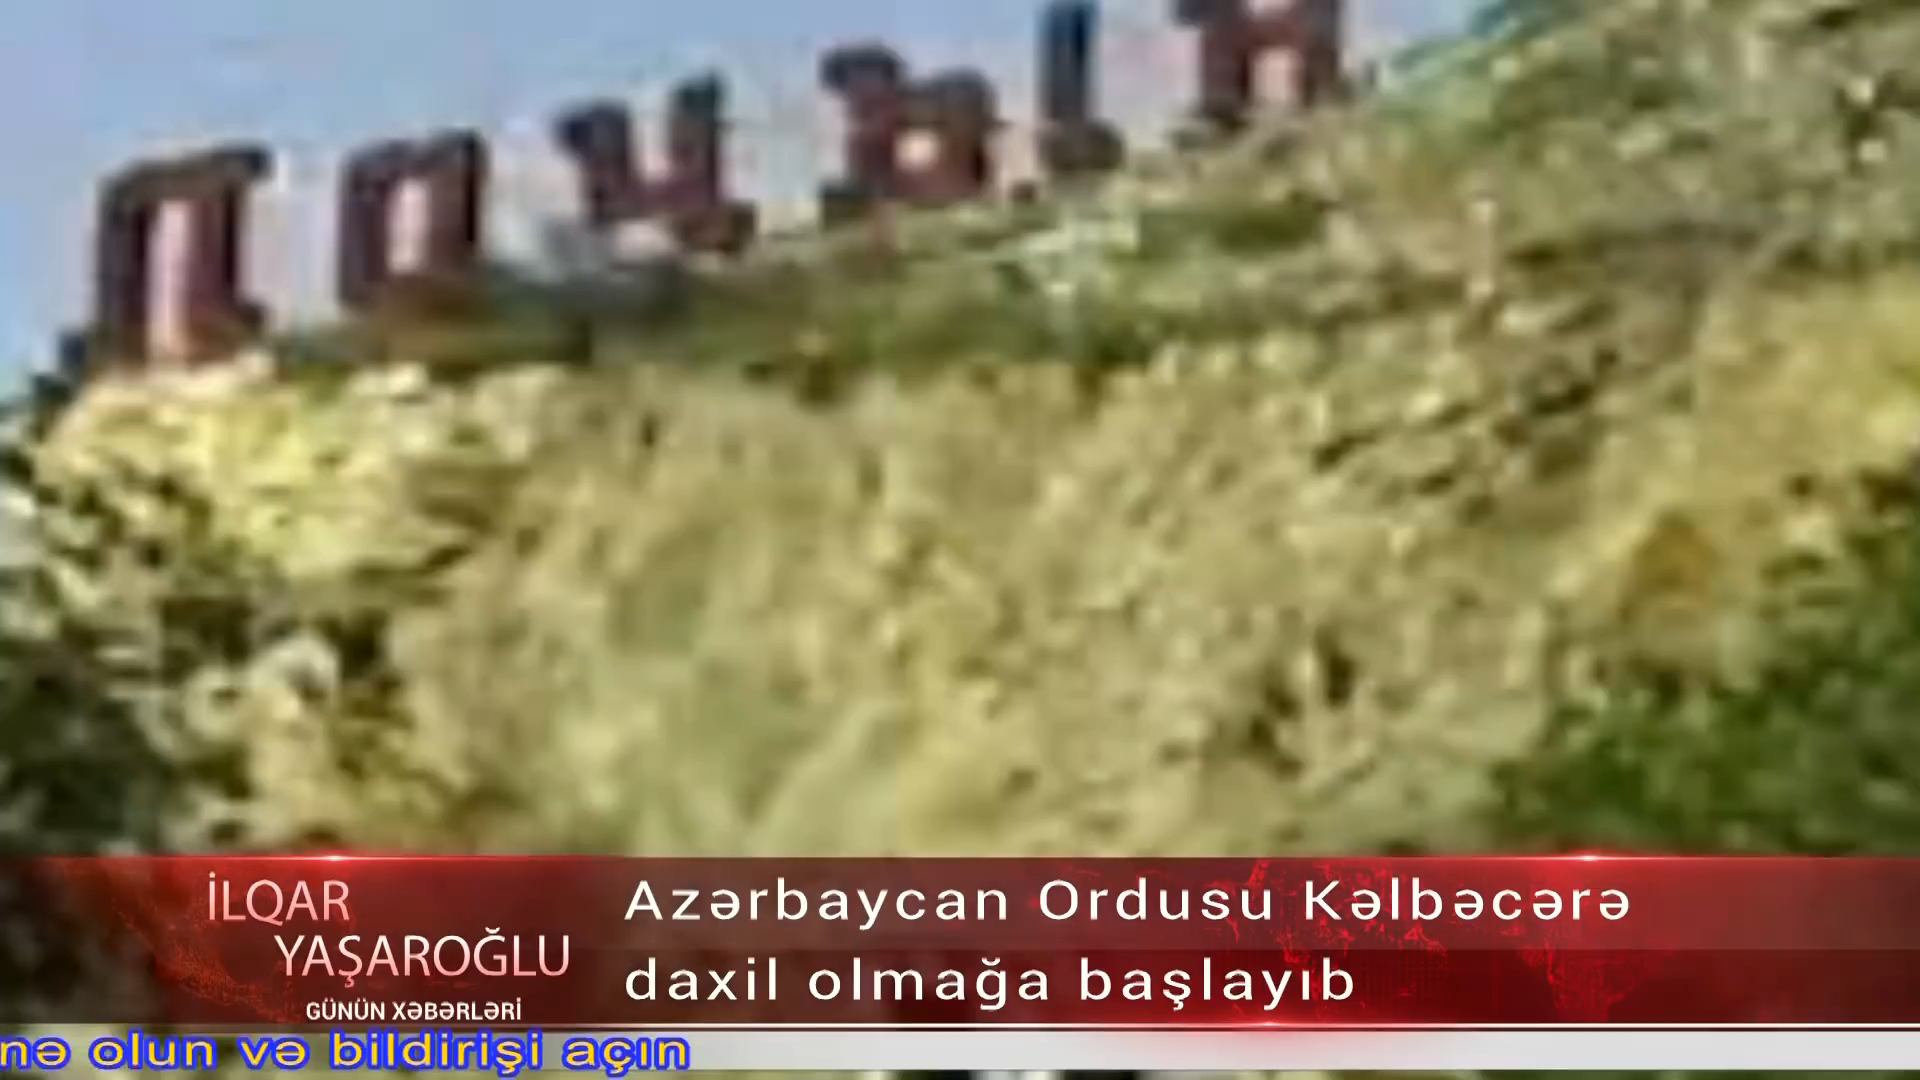 İLQAR
YAŞAROĞLU
GÜNÜN XƏBƏRLƏRİ
Azərbaycan Ordusu Kəlbəcərə
daxil olmağa başlayıb
nə olun və bildirişi açın